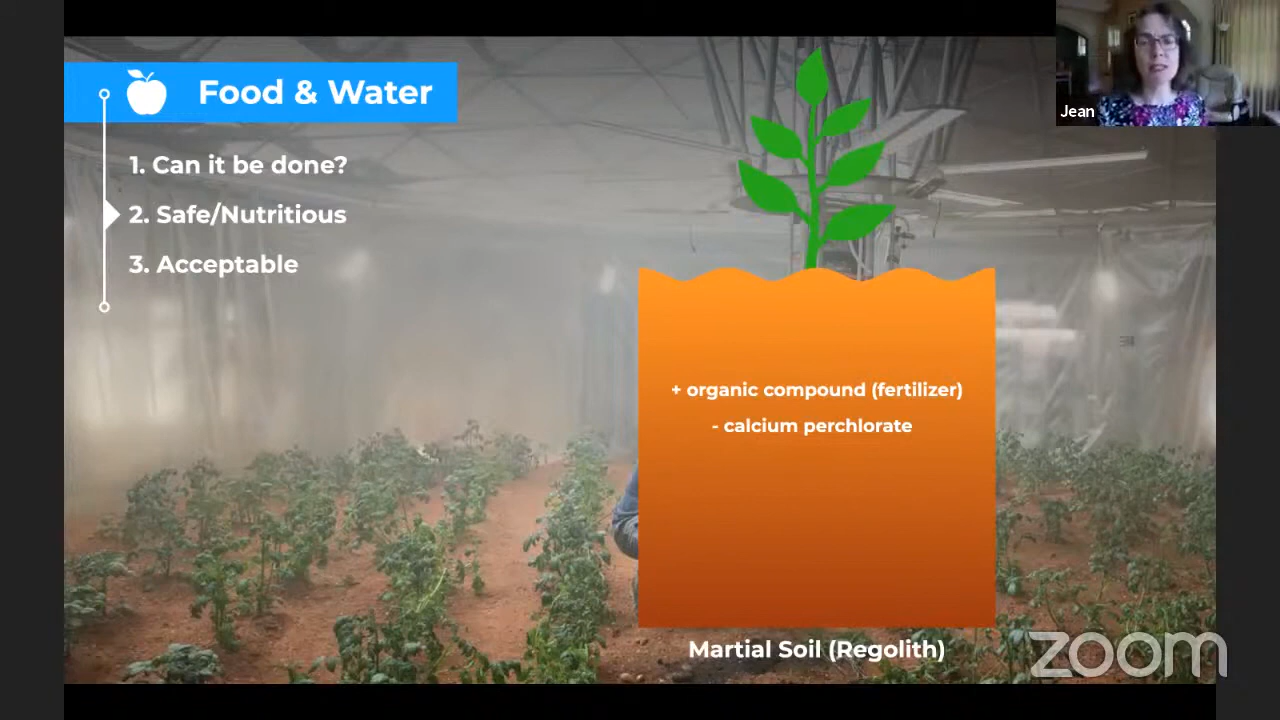 Food & Water
1. Can it be done?
2. Safe/Nutritious
3. Acceptable
+ organic compound (fertilizer)
- calcium perchlorate
Martial Soil (Regolith)
Jean
zoom